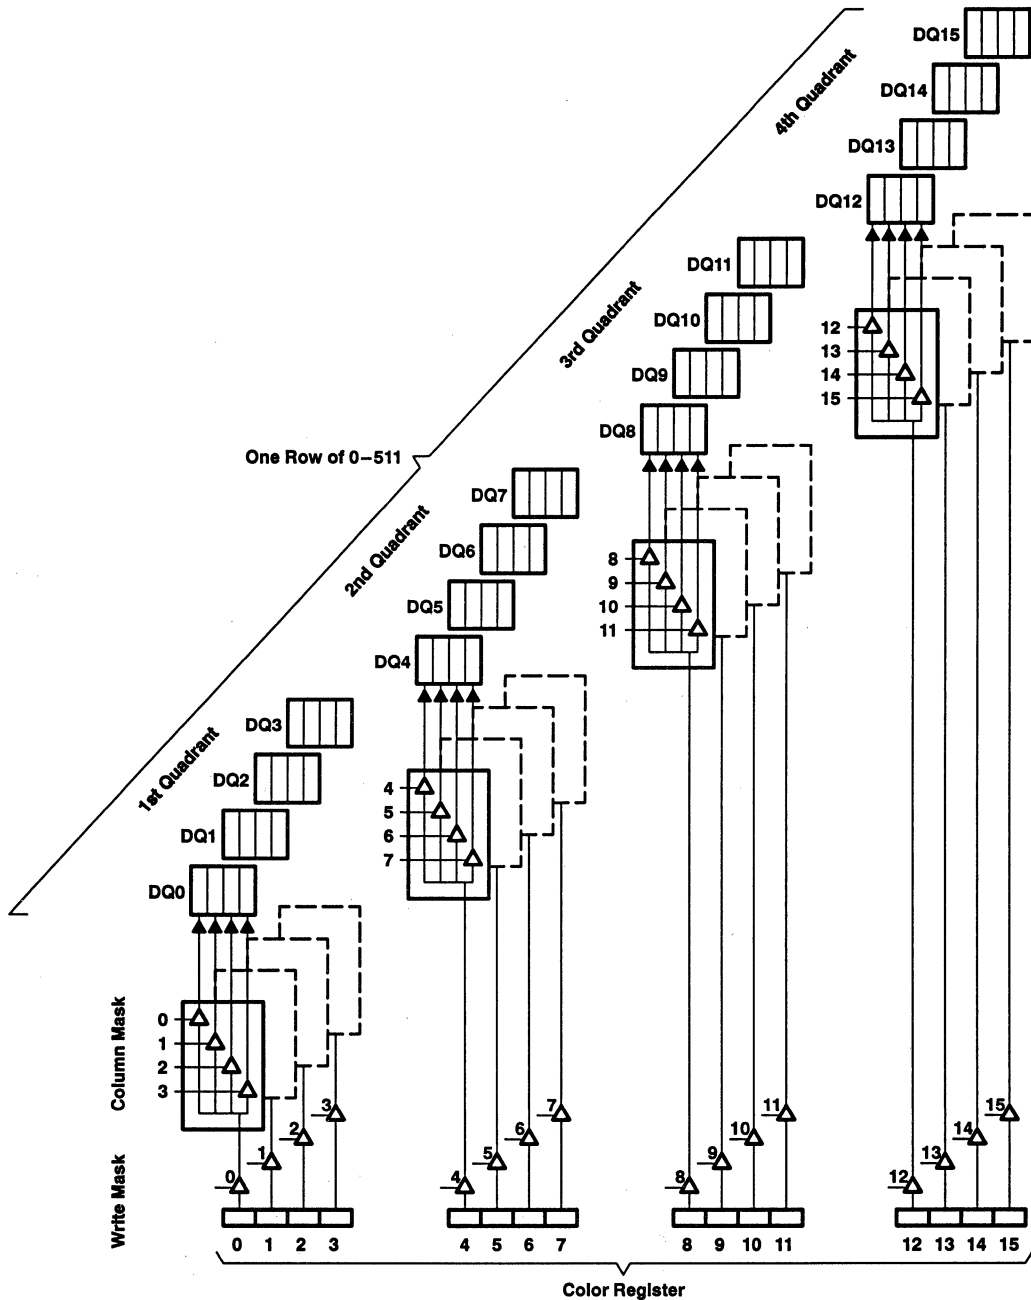 DQ15
DQ14
DQ13
DQ12
4th Quadrant
DQ11
DQ10
DQ9
DQ8
3rd Quadrant
12
13
14
15
One Row of 0–511
DQ7
DQ6
DQ5
DQ4
2nd Quadrant
8
9
10
11
DQ3
DQ2
DQ1
DQ0
1st Quadrant
4
5
6
7
Column Mask
0
1
2
3
Write Mask
0 1 2 3 4 5 6 7 8 9 10 11 12 13 14 15
0 1 2 3 4 5 6 7 8 9 10 11 12 13 14 15
Color Register